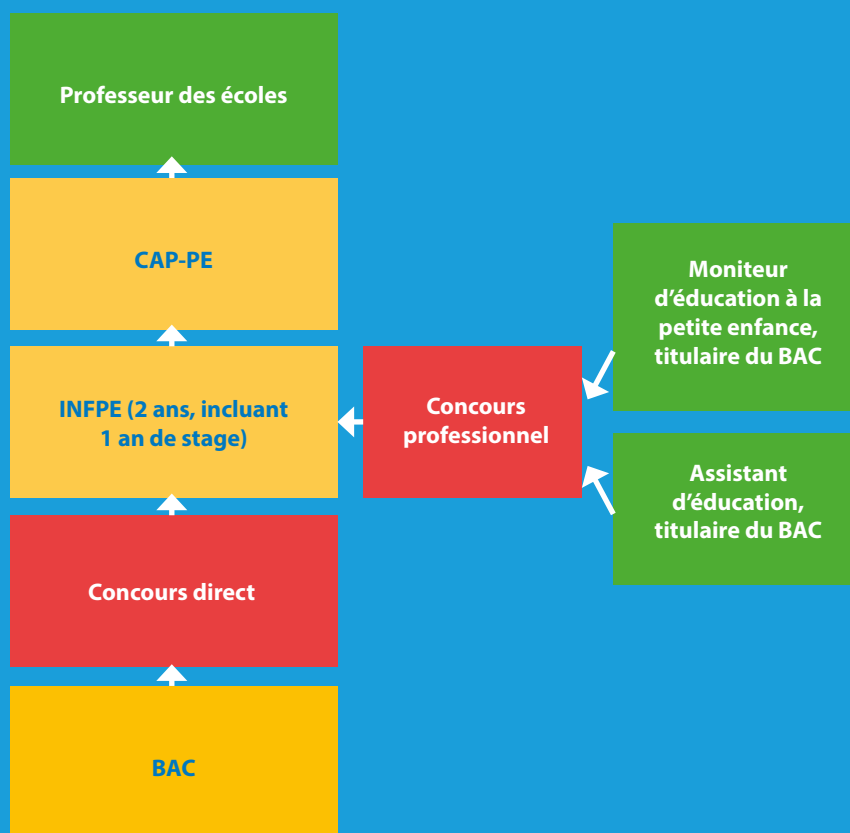 Professeur des écoles
CAP-PE
INFPE (2 ans, incluant
1 an de stage)
Concours direct
BAC
Concours
professionnel
Moniteur
d’éducation à la
petite enfance,
titulaire du BAC
Assistant
d’éducation,
titulaire du BAC